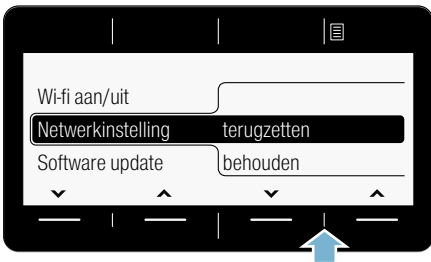 Wi-fi aan/uit
Netwerkinstelling terugzetten
Software update behouden